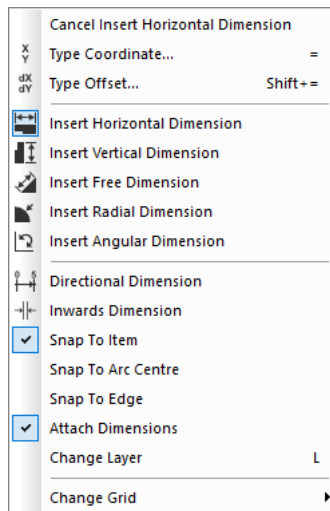 Cancel Insert Horizontal Dimension
X
Y
Type Coordinate... =
dX
dY
Type Offset... Shift+=
Insert Horizontal Dimension
Insert Vertical Dimension
Insert Free Dimension
Insert Radial Dimension
Insert Angular Dimension
0 5
Directional Dimension
Inwards Dimension
Snap To Item
Snap To Arc Centre
Snap To Edge
Attach Dimensions
Change Layer L
Change Grid